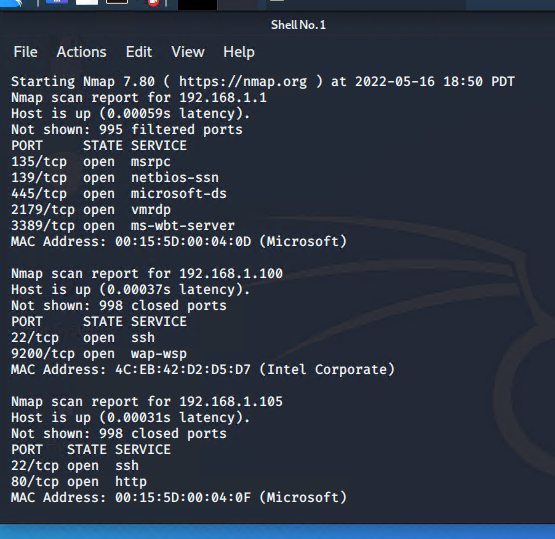 Shell No. 1
File Actions Edit View Help
Starting Nmap 7.80 ( https://nmap.org ) at 2022-05-16 18:50 PDT
Nmap scan report for 192.168.1.1
Host is up (0.00059s latency).
Not shown: 995 filtered ports
PORT     STATE SERVICE
135/tcp  open  msrpc
139/tcp  open  netbios-ssn
445/tcp  open  microsoft-ds
2179/tcp open  vmrdp
3389/tcp open  ms-wbt-server
MAC Address: 00:15:5D:00:04:0D (Microsoft)
Nmap scan report for 192.168.1.100
Host is up (0.00037s latency).
Not shown: 998 closed ports
PORT     STATE SERVICE
22/tcp   open  ssh
9200/tcp open  wap-wsp
MAC Address: 4C:EB:42:D2:D5:D7 (Intel Corporate)
Nmap scan report for 192.168.1.105
Host is up (0.00031s latency).
Not shown: 998 closed ports
PORT   STATE SERVICE
22/tcp open  ssh
80/tcp open  http
MAC Address: 00:15:5D:00:04:0F (Microsoft)